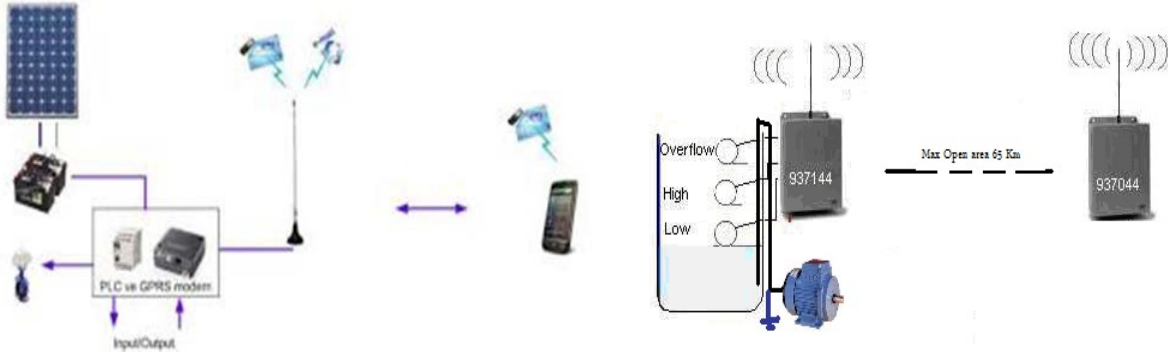 PLC ve GPRS modem
Input/Output
Overflow
High
Low
937144
Max Open area 65 Km
937044